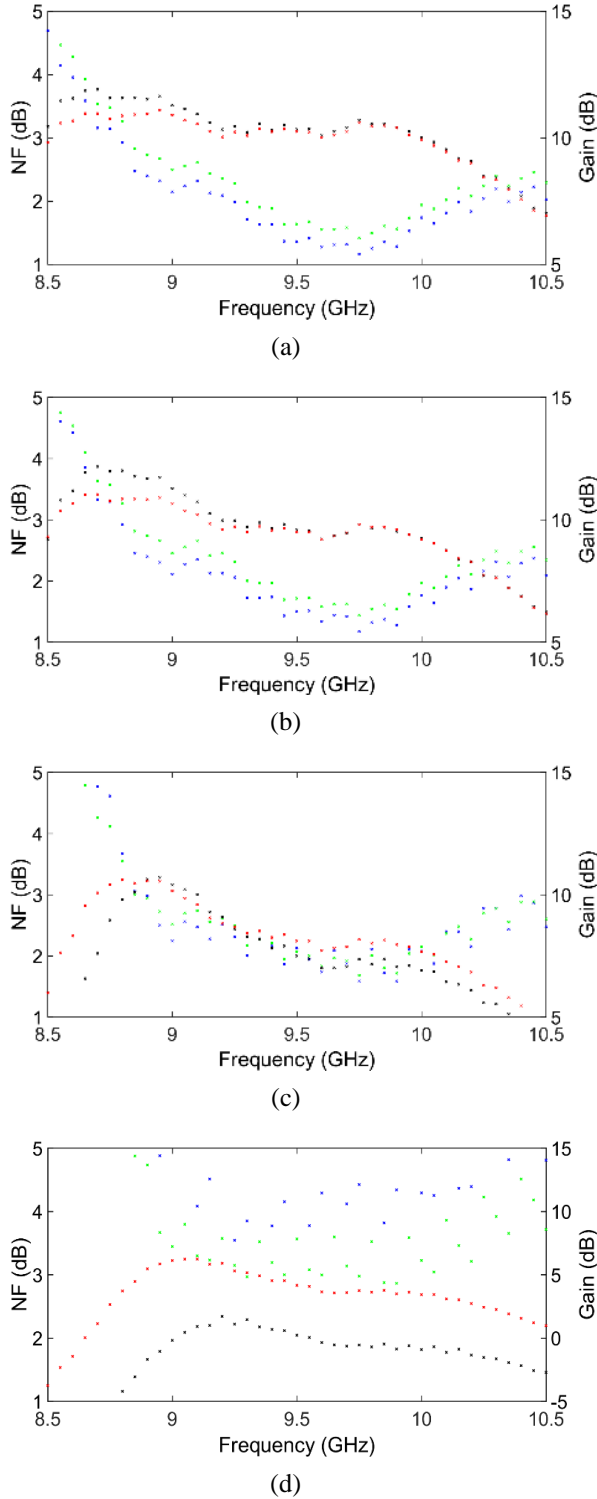 5 15
4
NF (dB) 3 10 Gain (dB)
2
1 5
8.5 9 9.5 10 10.5
Frequency (GHz)
(a)
5 15
4
NF (dB) 3 10 Gain (dB)
2
1 5
8.5 9 9.5 10 10.5
Frequency (GHz)
(b)
5 15
4
NF (dB) 3 10 Gain (dB)
2
1 5
8.5 9 9.5 10 10.5
Frequency (GHz)
(c)
5 15
4 10
NF (dB) 3 5 Gain (dB)
2 0
1 -5
8.5 9 9.5 10 10.5
Frequency (GHz)
(d)